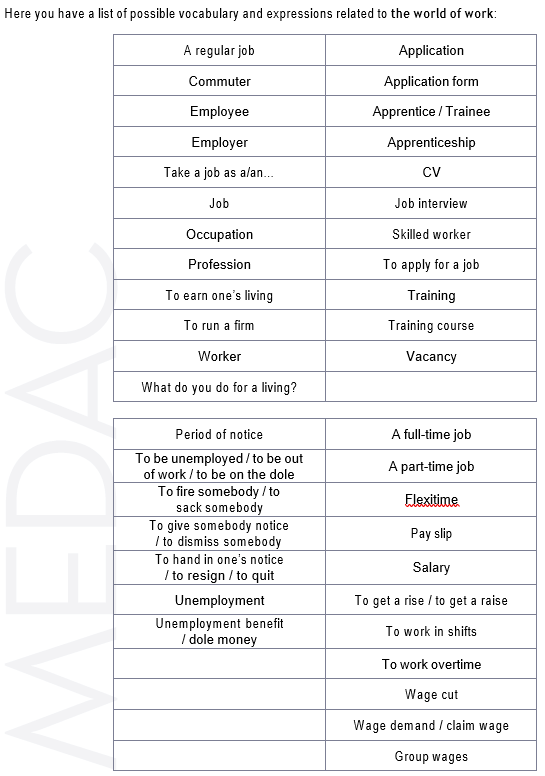 Here you have a list of possible vocabulary and expressions related to the world of work:
A regular job
Application
Commuter
Application form
Employee
Apprentice / Trainee
Employer
Apprenticeship
Take a job as a/an...
CV
Job
Job interview
Occupation
Skilled worker
Profession
To apply for a job
To earn one's living
Training
To run a firm
Training course
Worker
Vacancy
What do you do for a living?
Period of notice
A full-time job
To be unemployed / to be out
of work / to be on the dole
A part-time job
To fire somebody / to
sack somebody
Flexitime
To give somebody notice
/ to dismiss somebody
Pay slip
To hand in one's notice
/ to resign / to quit
Salary
Unemployment
To get a rise / to get a raise
Unemployment benefit
/ dole money
To work in shifts
To work overtime
Wage cut
Wage demand / claim wage
Group wages
MEDAC